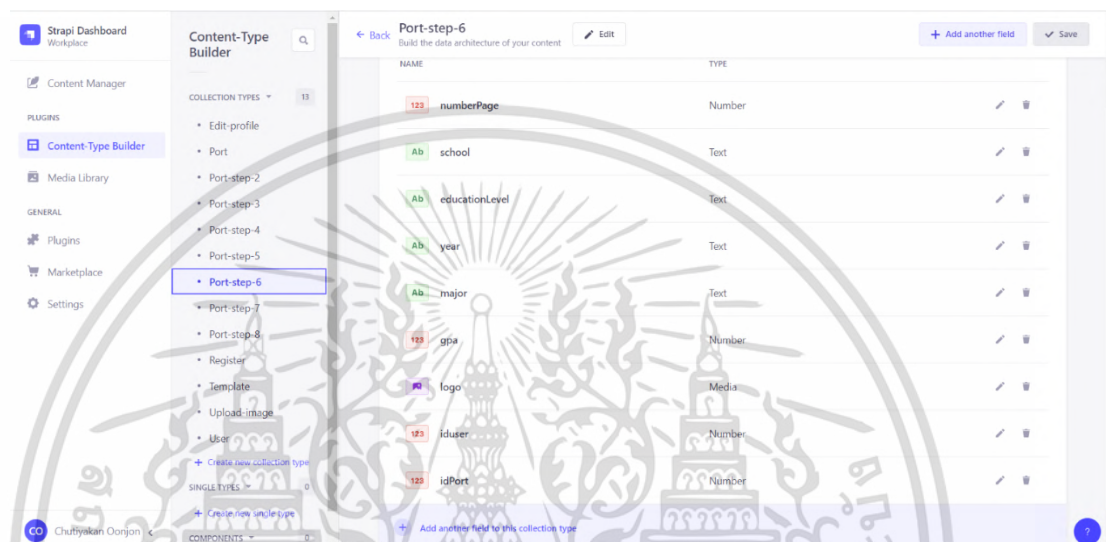 Strapi Dashboard
Workplace
Content Manager
PLUGINS
Content-Type Builder
Media Library
GENERAL
Plugins
Marketplace
Settings
CO Chutiyakan Oonjon
Content-Type
Builder
COLLECTION TYPES 13
Edit-profile
Port
Port-step-2
Port-step-3
Port-step-4
Port-step-5
Port-step-6
Port-step-7
Port-step-8
Register
Template
Upload-image
User
+ Create new collection type
SINGLE TYPES 0
+ Create new single type
COMPONENTS 0
← Back
Port-step-6
Build the data architecture of your content
Edit
+ Add another field
Save
NAME TYPE
123 numberPage Number
Ab school Text
Ab educationLevel Text
Ab year Text
Ab major Text
123 gpa Number
logo Media
123 iduser Number
123 idPort Number
+ Add another field to this collection type
?